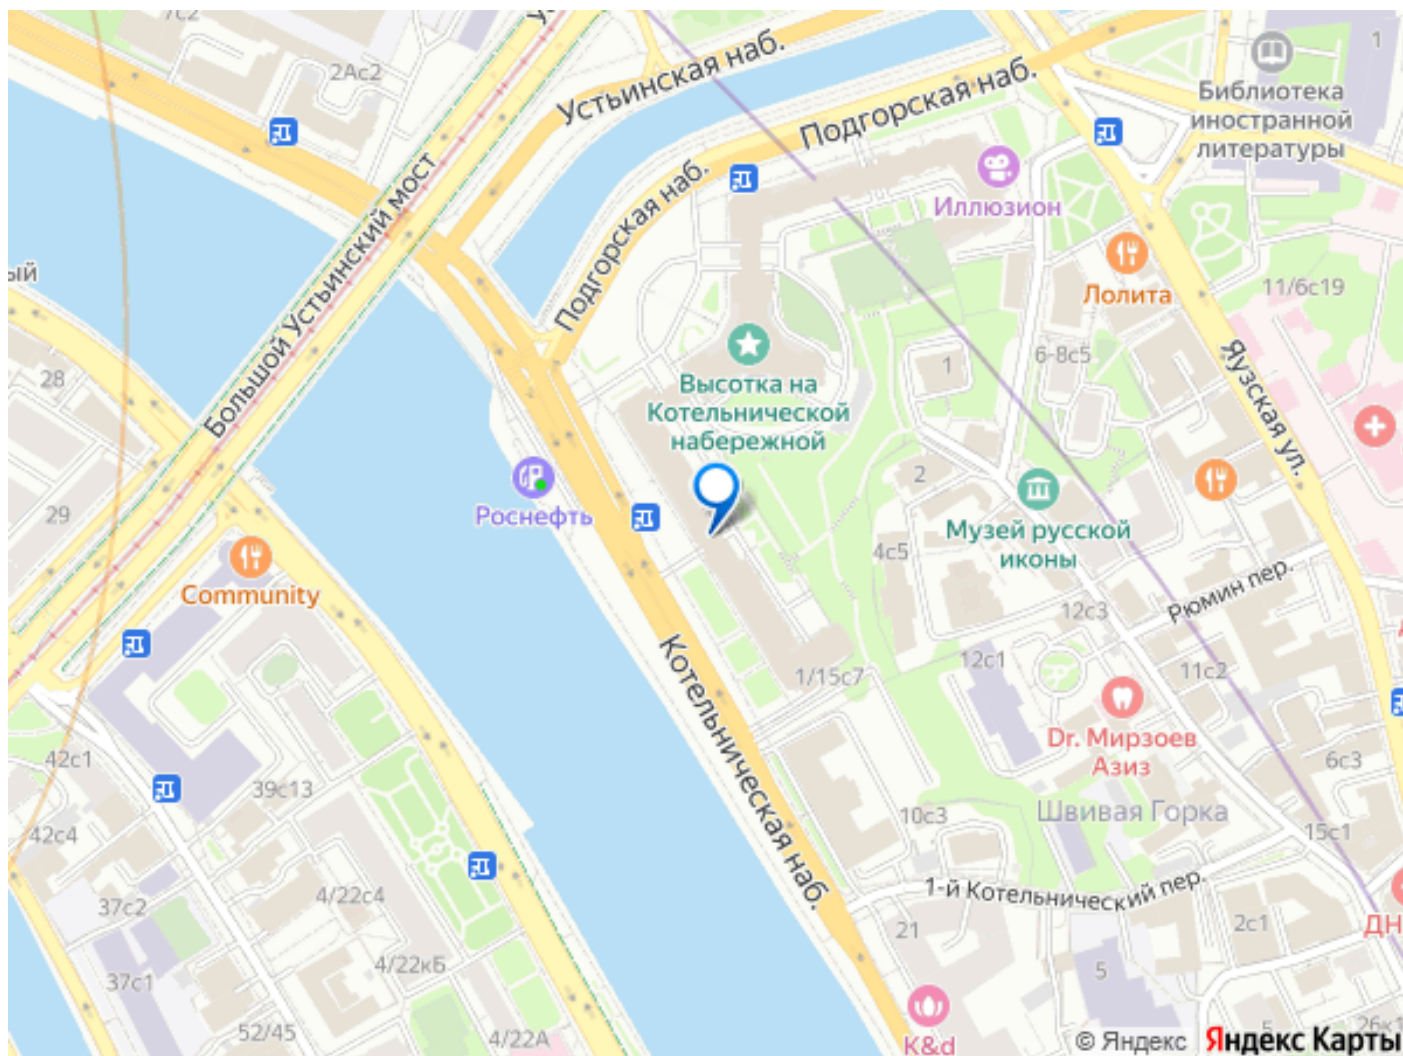 2Ас2
Устьинская наб.
Подгорская наб.
1
Библиотека
иностранной
литературы
Большой Устьинский мост
Подгорская наб.
Иллюзион
ый
Лолита
11/6с19
28
Высотка на
Котельнической
набережной
1
6-8с5
Яузская ул.
29
Роснефть
2
Музей русской
иконы
4с5
Community
12с3
Рюмин пер.
Котельническая наб.
1/15с7
12с1
11с2
Dr. Мирзоев
Азиз
42с1
39с13
6с3
Швивая Горка
42с4
10с3
15с1
37с2
4/22с4
1-й Котельнический пер.
21
2с1
ДН
37с1
4/22кБ
5
52/45
4/22А
K&d
5
© Яндекс
Яндекс Карты